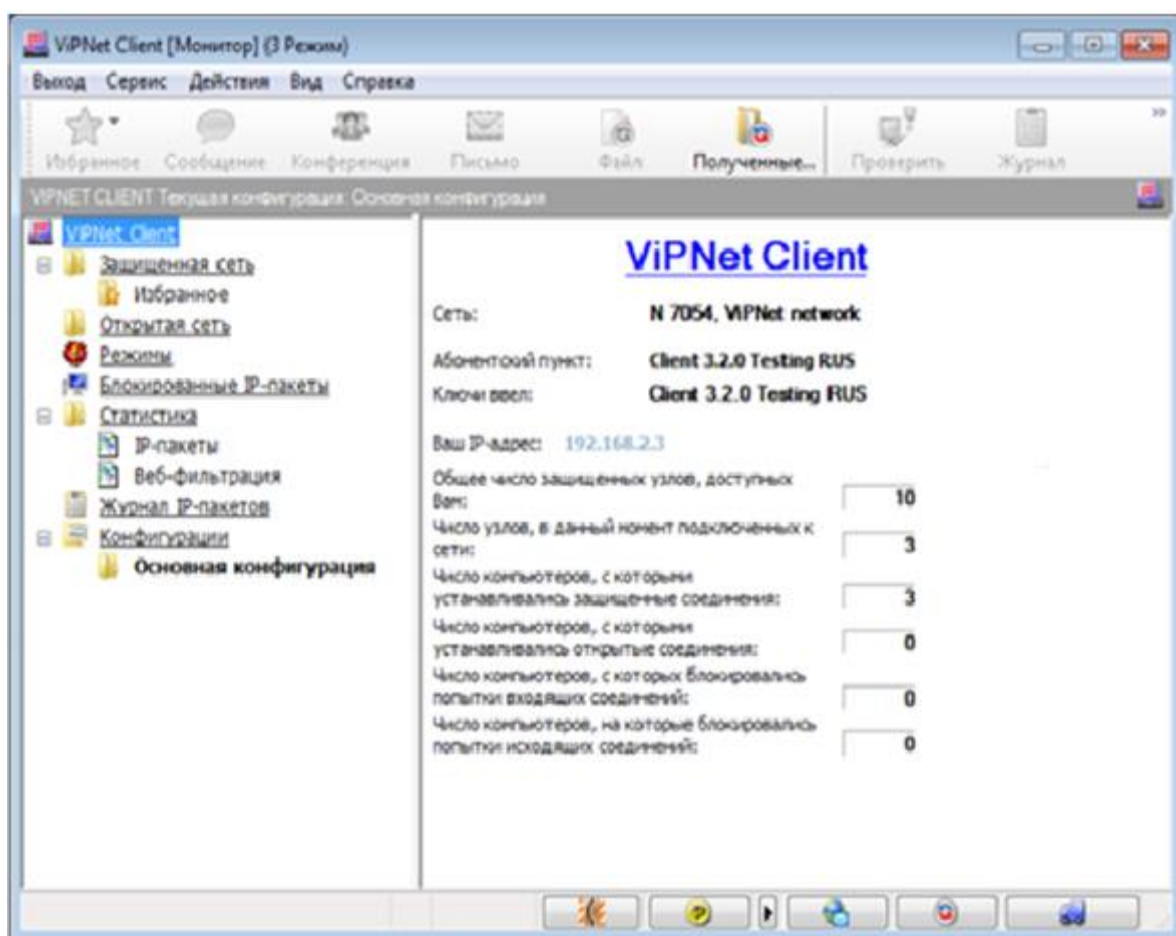 ViPNet Client [Монитор] (3 Режим)
Выход Сервис Действия Вид Справка
Избранное Сообщение Конференция Письмо Файл Полученные... Проверить Журнал
VIPNET CLIENT Текущая конфигурация: Основная конфигурация
ViPNet Client
Защищенная сеть
Избранное
Открытая сеть
Режимы
Блокированные IP-пакеты
Статистика
IP-пакеты
Веб-фильтрация
Журнал IP-пакетов
Конфигурации
Основная конфигурация
ViPNet Client
Сеть: N 7054, ViPNet network
Абонентский пункт: Client 3.2.0 Testing RUS
Ключи ввел: Client 3.2.0 Testing RUS
Ваш IP-адрес: 192.168.2.3
Общее число защищенных узлов, доступных
Вам: 10
Число узлов, в данный момент подключенных к
сети: 3
Число компьютеров, с которыми
устанавливались защищенные соединения: 3
Число компьютеров, с которыми
устанавливались открытые соединения: 0
Число компьютеров, с которых блокировались
попытки входящих соединений: 0
Число компьютеров, на которые блокировались
попытки исходящих соединений: 0